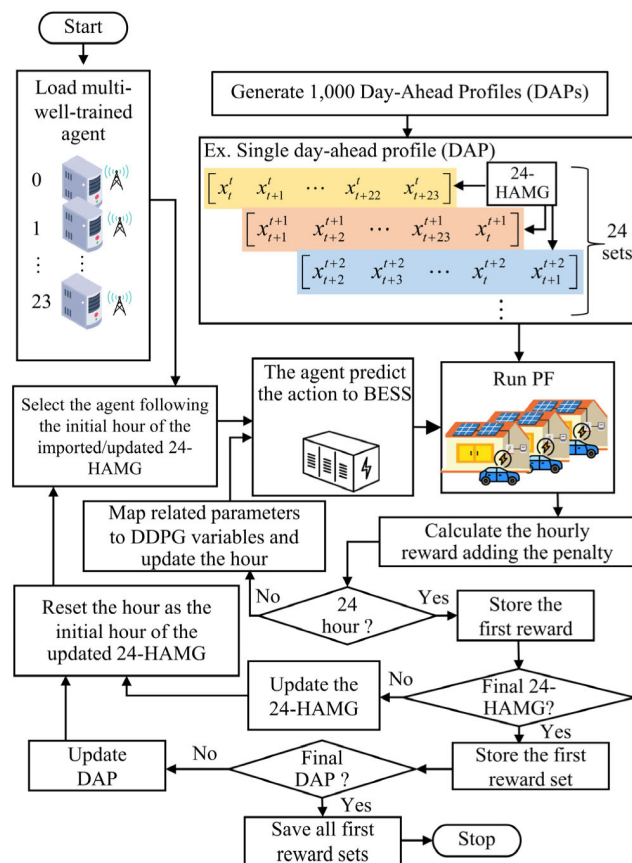 Start
Load multi-
well-trained
agent
0
1
⋮ ⋮
23
Generate 1,000 Day-Ahead Profiles (DAPs)
Ex. Single day-ahead profile (DAP)
24-
HAMG
[ x_t^t x_{t+1}^t ⋯ x_{t+22}^t x_{t+23}^t ]
[ x_{t+1}^{t+1} x_{t+2}^{t+1} ⋯ x_{t+23}^{t+1} x_t^{t+1} ]
[ x_{t+2}^{t+2} x_{t+3}^{t+2} ⋯ x_t^{t+2} x_{t+1}^{t+2} ]
⋮
24
sets
Select the agent following
the initial hour of the
imported/updated 24-
HAMG
The agent predict
the action to BESS
Run PF
Map related parameters
to DDPG variables and
update the hour
Calculate the hourly
reward adding the penalty
No
24
hour ?
Yes
Store the
first reward
Reset the hour as the
initial hour of the
updated 24-HAMG
Update the
24-HAMG
No
Final 24-
HAMG?
Yes
Update
DAP
No
Final
DAP ?
Store the first
reward set
Yes
Save all first
reward sets
Stop